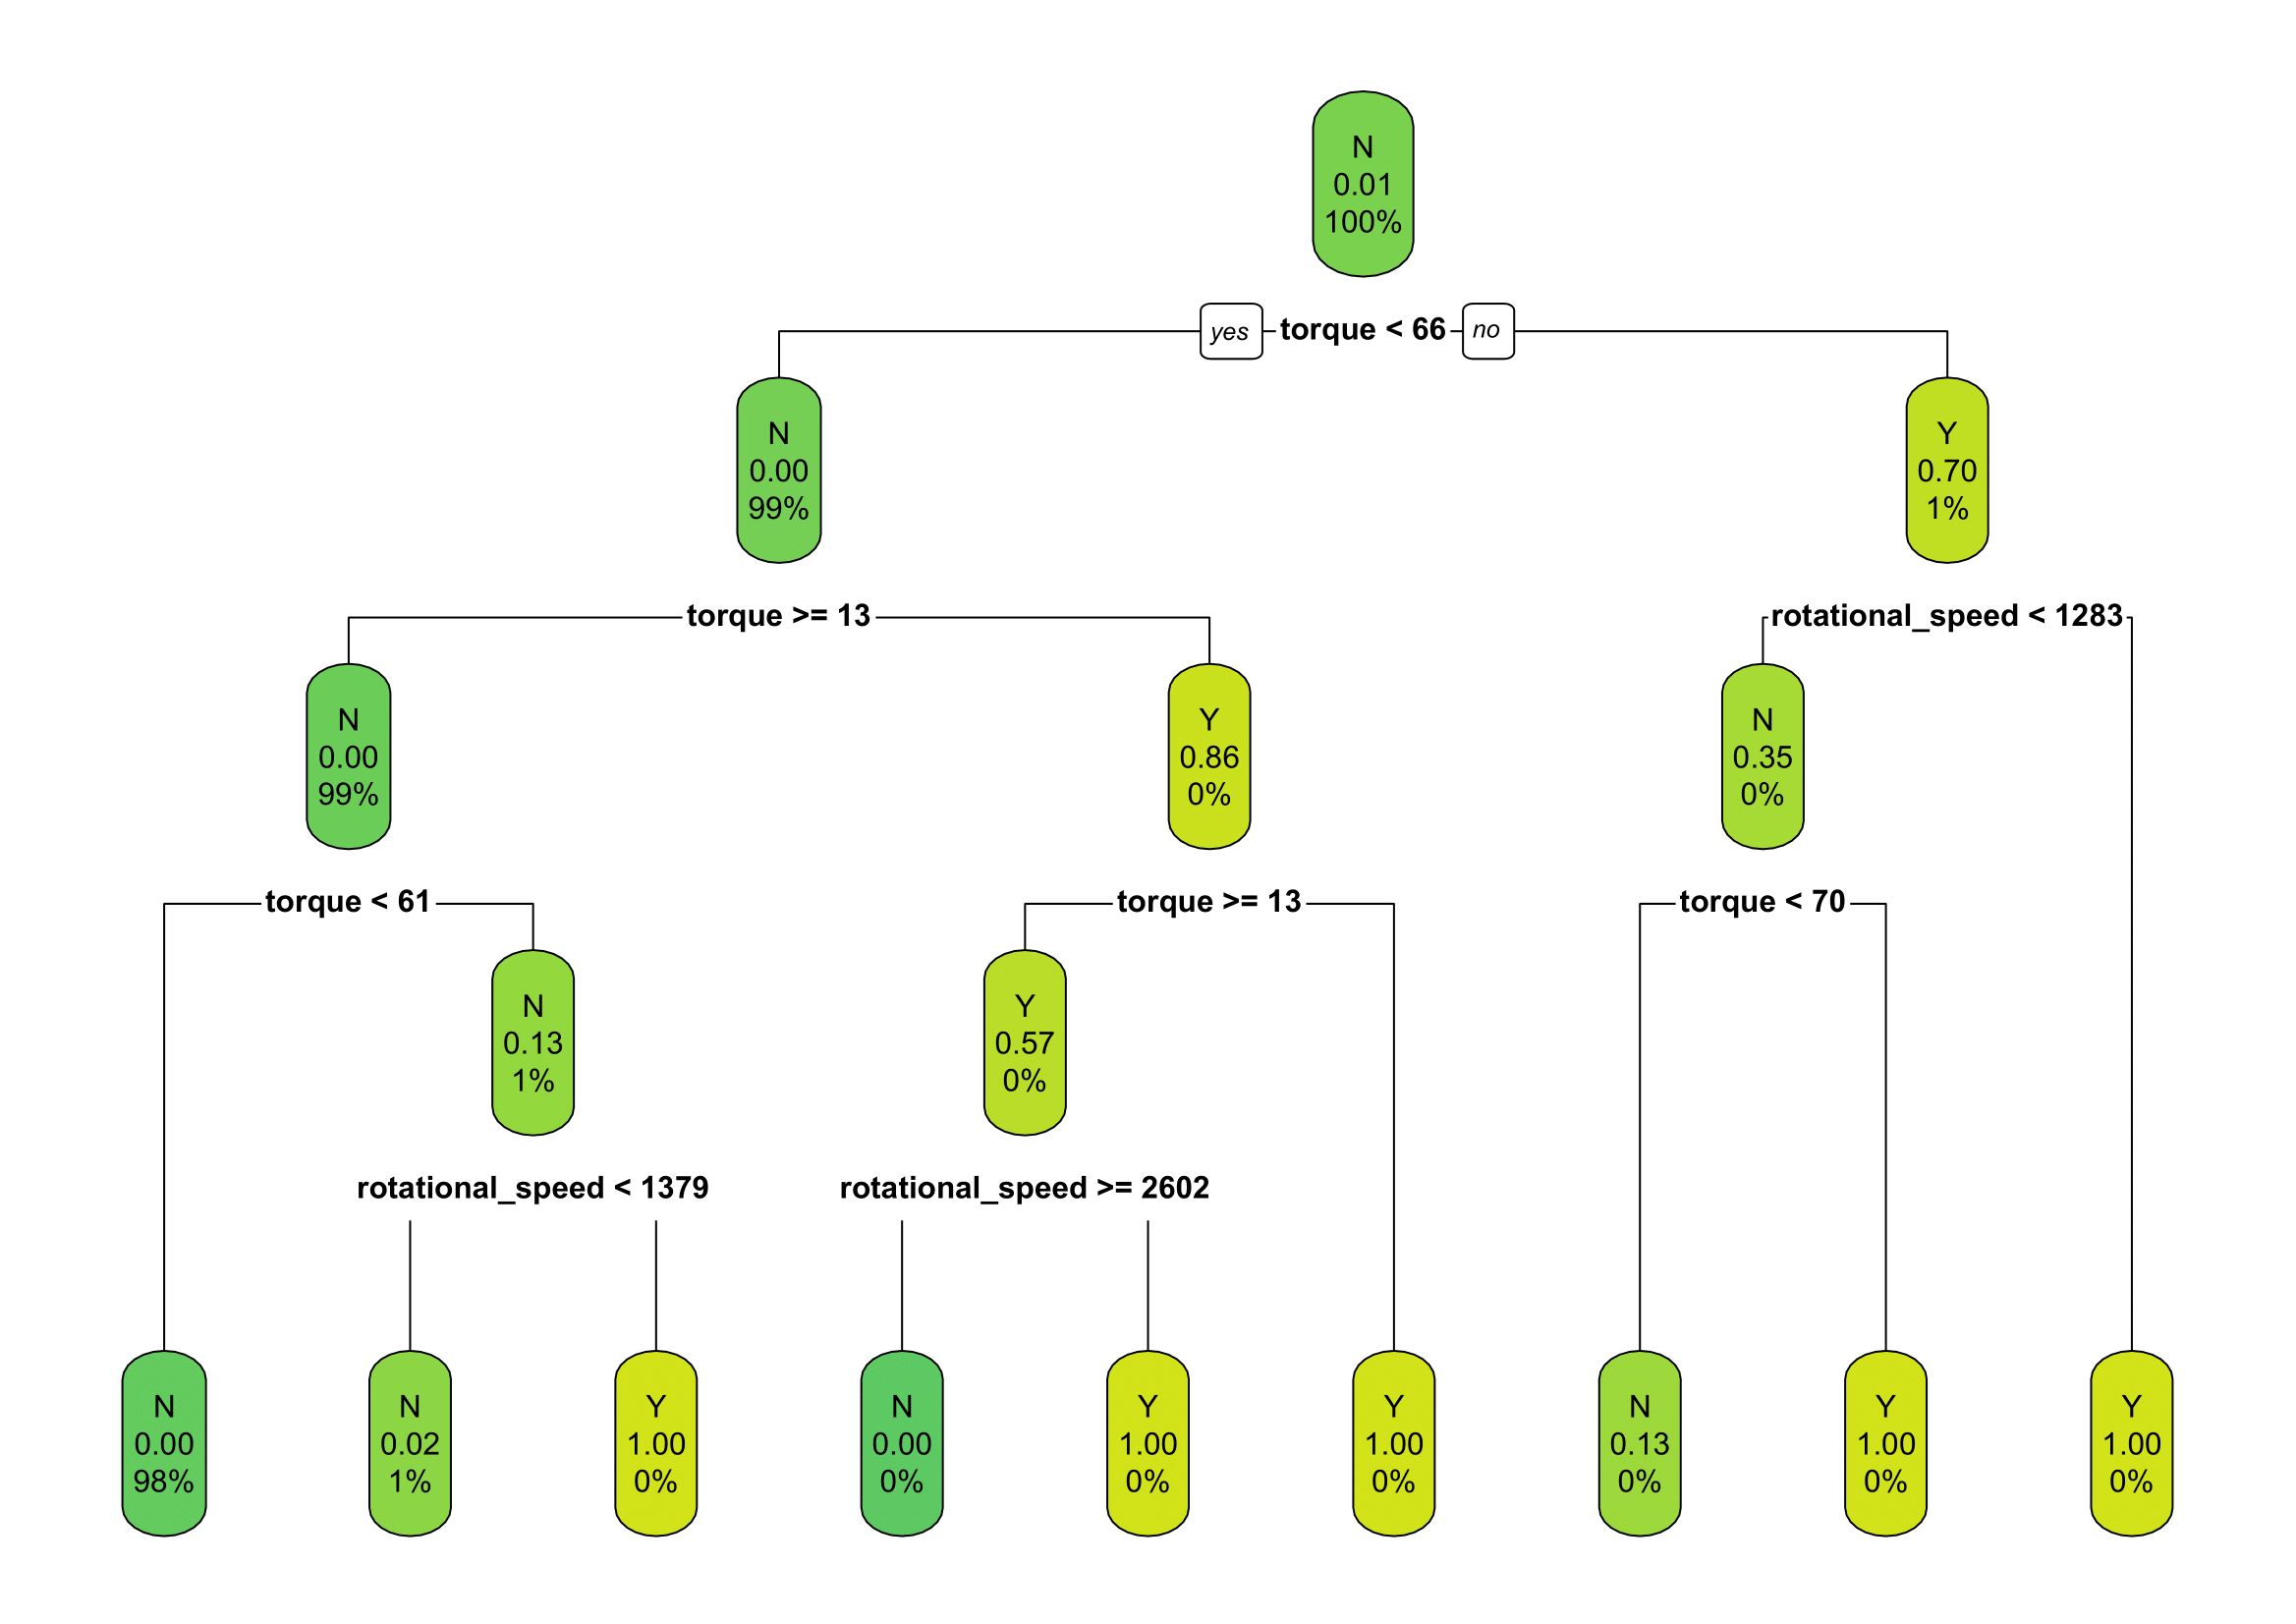 N
0.01
100%
yes torque < 66 no
N
0.00
99%
Y
0.70
1%
torque >= 13
rotational_speed < 1283
N
0.00
99%
Y
0.86
0%
N
0.35
0%
torque < 61
torque >= 13
torque < 70
N
0.13
1%
Y
0.57
0%
rotational_speed < 1379
rotational_speed >= 2602
N
0.00
98%
N
0.02
1%
Y
1.00
0%
N
0.00
0%
Y
1.00
0%
Y
1.00
0%
N
0.13
0%
Y
1.00
0%
Y
1.00
0%